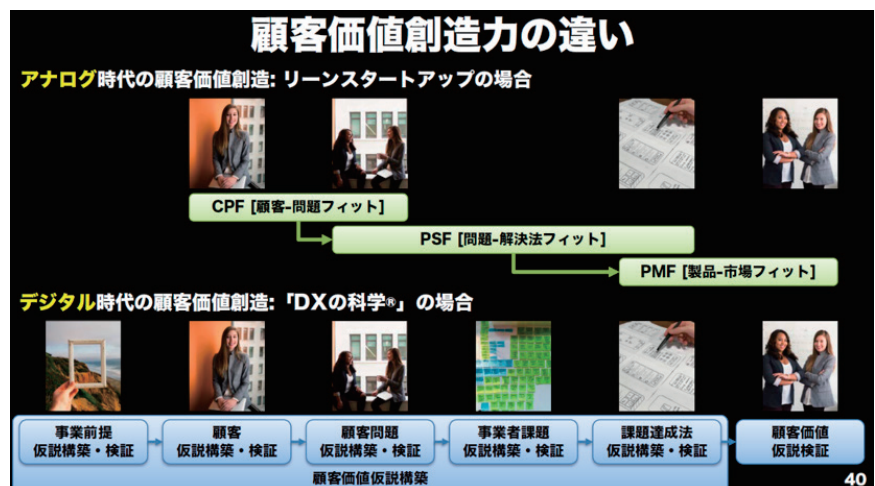 顧客価値創造力の違い
アナログ時代の顧客価値創造: リーンスタートアップの場合
CPF [顧客-問題フィット]
PSF [問題-解決法フィット]
PMF [製品-市場フィット]
デジタル時代の顧客価値創造:「DXの科学®」の場合
事業前提
仮説構築・検証
顧客
仮説構築・検証
顧客問題
仮説構築・検証
事業者課題
仮説構築・検証
課題達成法
仮説構築・検証
顧客価値
仮説検証
顧客価値仮説構築
40